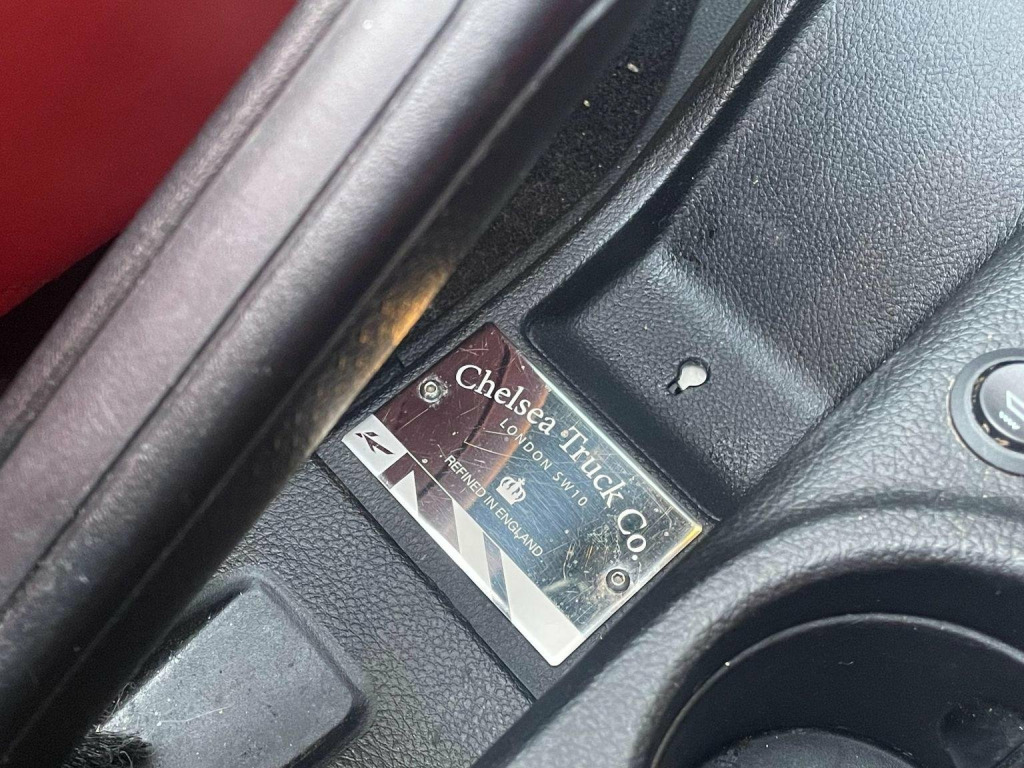 Chelsea Truck Co.
LONDON SW10
REFINED IN ENGLAND